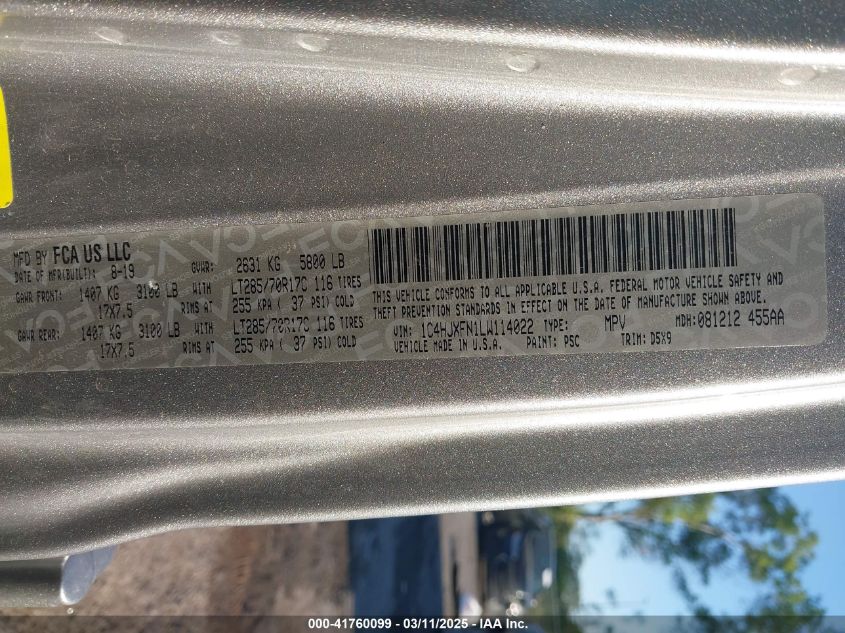 MFD BY FCA US LLC
DATE OF MFR(BUILT): 8-19 GVWR: 2631 KG 5800 LB
GAWR FRONT: 1407 KG 3100 LB WITH LT285/70R17C 116 TIRES
17X7.5 RIMS AT 255 KPA ( 37 PSI) COLD
GAWR REAR: 1407 KG 3100 LB WITH LT285/70R17C 116 TIRES
17X7.5 RIMS AT 255 KPA ( 37 PSI) COLD
THIS VEHICLE CONFORMS TO ALL APPLICABLE U.S.A. FEDERAL MOTOR VEHICLE SAFETY AND
THEFT PREVENTION STANDARDS IN EFFECT ON THE DATE OF MANUFACTURE SHOWN ABOVE.
VIN: 1C4HJXFN1LW114022 TYPE: MPV MDH:081212 455AA
VEHICLE MADE IN U.S.A. PAINT: PSC TRIM: D5X9
000-41760099 - 03/11/2025 - IAA Inc.